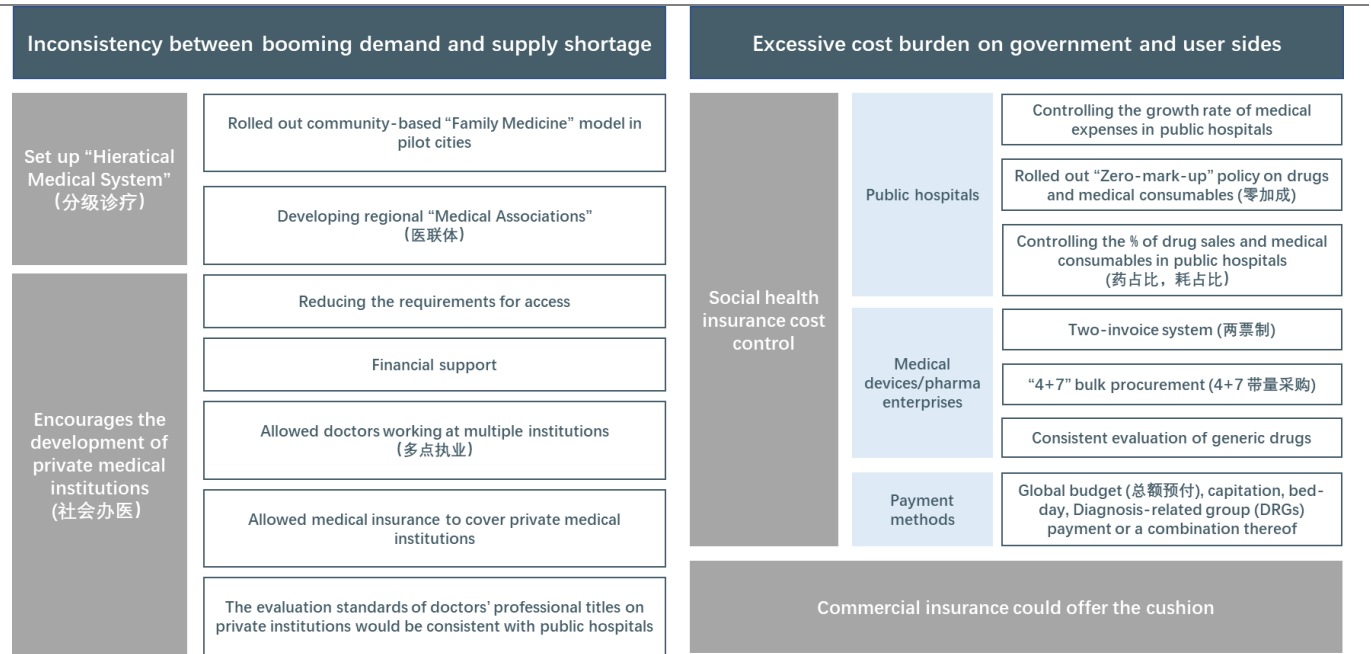 Inconsistency between booming demand and supply shortage
Set up “Hieratical
Medical System”
（分级诊疗）
Rolled out community-based “Family Medicine” model in
pilot cities
Developing regional “Medical Associations”
（医联体）
Encourages the
development of
private medical
institutions
(社会办医）
Reducing the requirements for access
Financial support
Allowed doctors working at multiple institutions
（多点执业）
Allowed medical insurance to cover private medical
institutions
The evaluation standards of doctors’ professional titles on
private institutions would be consistent with public hospitals
Excessive cost burden on government and user sides
Social health
insurance cost
control
Public hospitals
Controlling the growth rate of medical
expenses in public hospitals
Rolled out “Zero-mark-up” policy on drugs
and medical consumables (零加成)
Controlling the % of drug sales and medical
consumables in public hospitals
(药占比，耗占比）
Medical
devices/pharma
enterprises
Two-invoice system (两票制)
“4+7” bulk procurement (4+7 带量采购)
Consistent evaluation of generic drugs
Payment
methods
Global budget (总额预付), capitation, bed-
day, Diagnosis-related group (DRGs)
payment or a combination thereof
Commercial insurance could offer the cushion